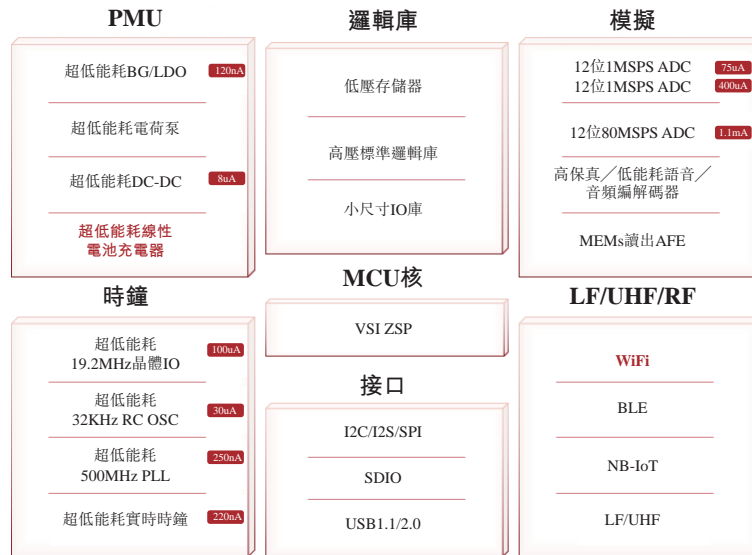 PMU
超低能耗BG/LDO 120nA
超低能耗電荷泵
超低能耗DC-DC 8uA
超低能耗線性
電池充電器
邏輯庫
低壓存儲器
高壓標準邏輯庫
小尺寸IO庫
模擬
12位1MSPS ADC 75uA
12位1MSPS ADC 400uA
12位80MSPS ADC 1.1mA
高保真╱低能耗語音╱
音頻編解碼器
MEMs讀出AFE
時鐘
超低能耗
19.2MHz晶體IO 100uA
超低能耗
32KHz RC OSC 30uA
超低能耗
500MHz PLL 250nA
超低能耗實時時鐘 220nA
MCU核
VSI ZSP
接口
I2C/I2S/SPI
SDIO
USB1.1/2.0
LF/UHF/RF
WiFi
BLE
NB-IoT
LF/UHF